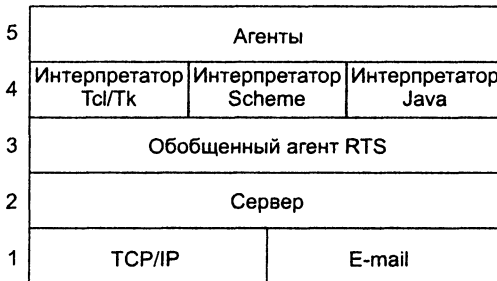 5 Агенты
4 Интерпретатор Tcl/Tk Интерпретатор Scheme Интерпретатор Java
3 Обобщенный агент RTS
2 Сервер
1 TCP/IP E-mail